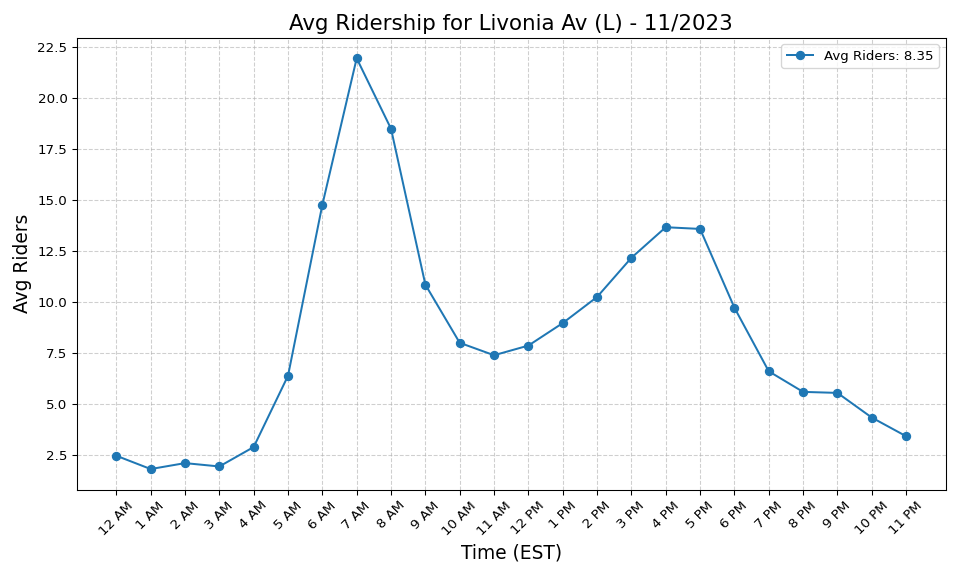 Avg Ridership for Livonia Av (L) - 11/2023
Avg Riders: 8.35
Avg Riders
22.5
20.0
17.5
15.0
12.5
10.0
7.5
5.0
2.5
12 AM
1 AM
2 AM
3 AM
4 AM
5 AM
6 AM
7 AM
8 AM
9 AM
10 AM
11 AM
12 PM
1 PM
2 PM
3 PM
4 PM
5 PM
6 PM
7 PM
8 PM
9 PM
10 PM
11 PM
Time (EST)